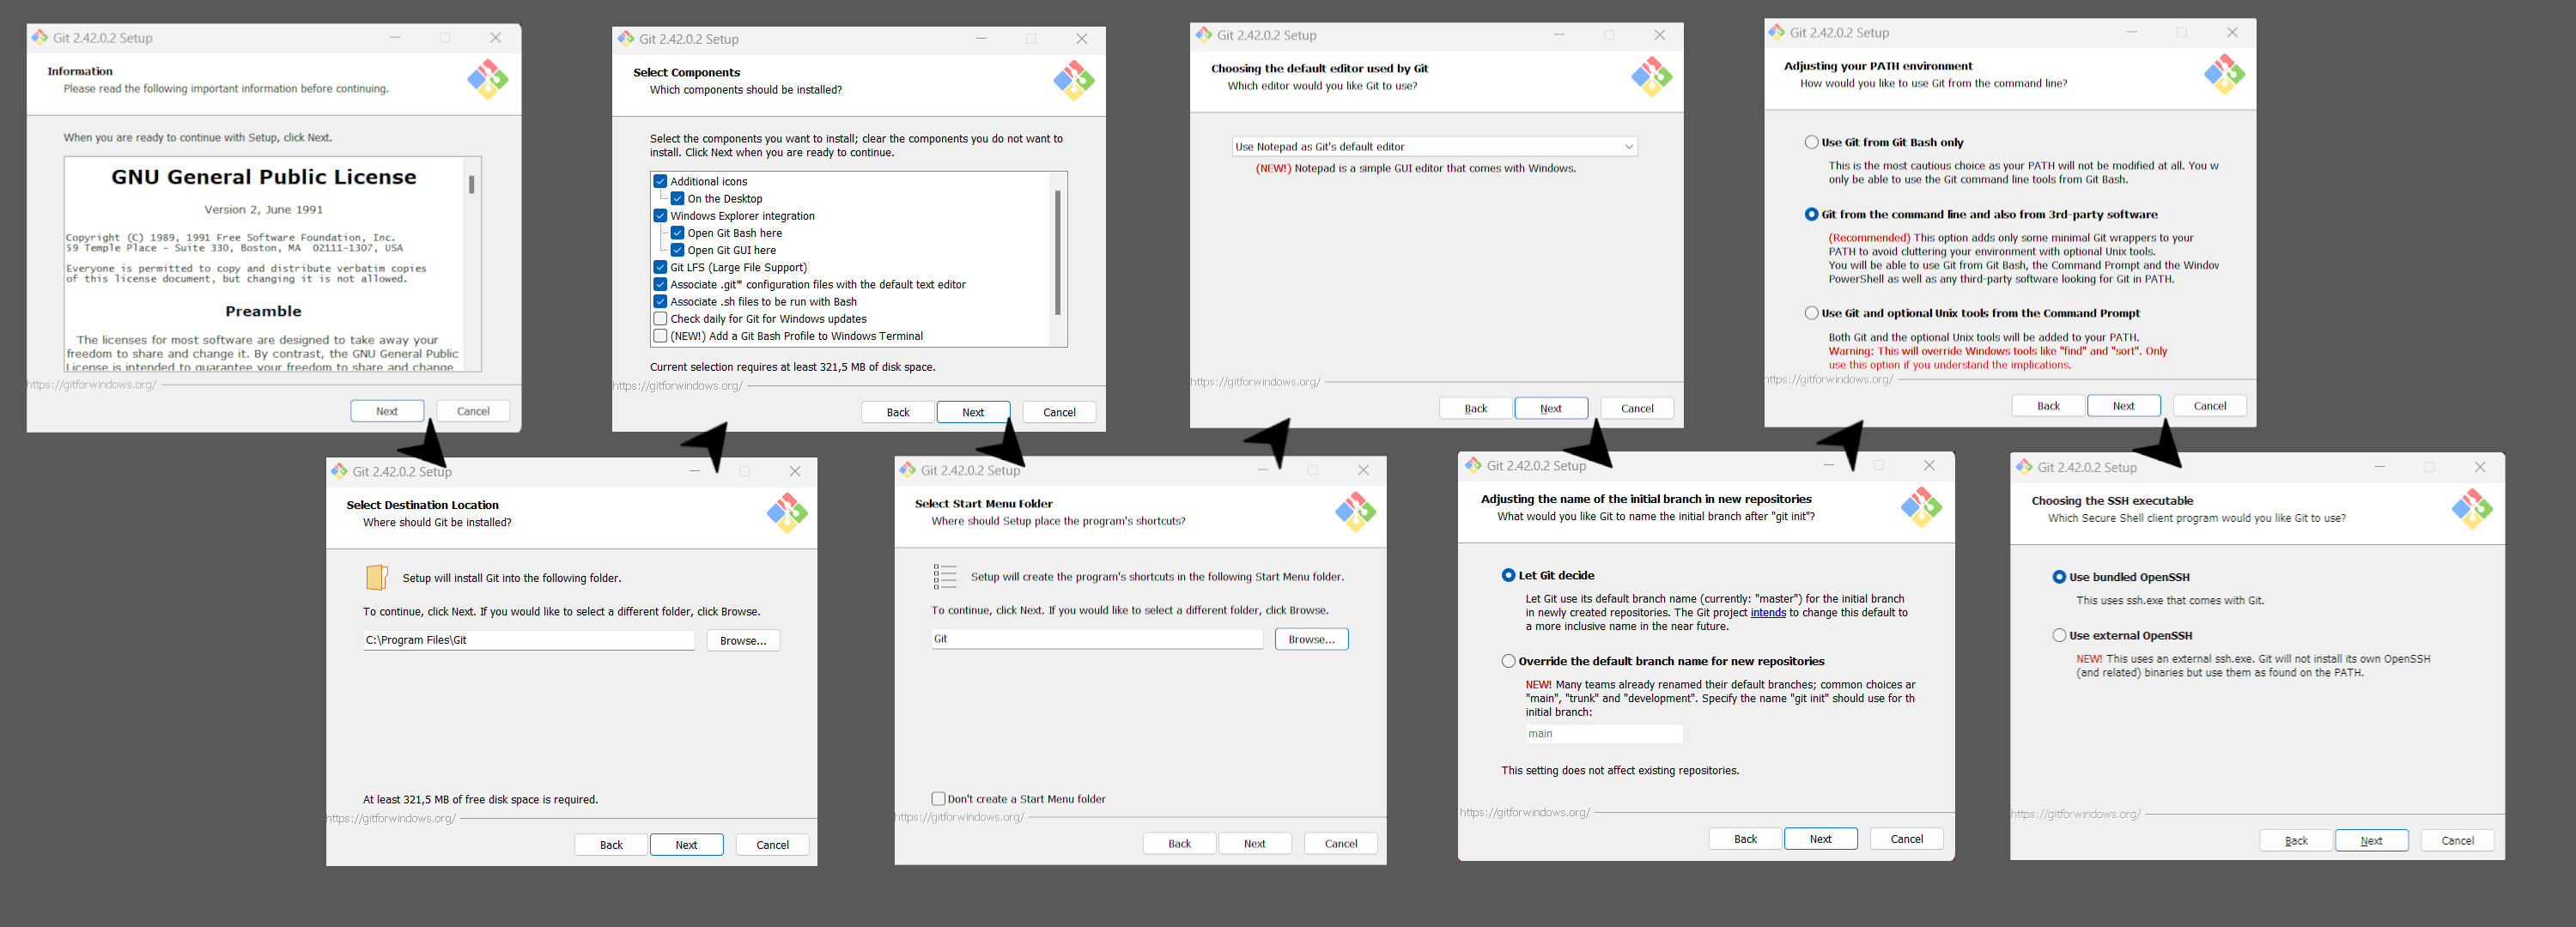 Git 2.42.0.2 Setup
Information
Please read the following important information before continuing.
When you are ready to continue with Setup, click Next.
GNU General Public License
Version 2, June 1991
Copyright (C) 1989, 1991 Free Software Foundation, Inc.
59 Temple Place - Suite 330, Boston, MA  02111-1307, USA
Everyone is permitted to copy and distribute verbatim copies
of this license document, but changing it is not allowed.
Preamble
The licenses for most software are designed to take away your
freedom to share and change it. By contrast, the GNU General Public
License is intended to guarantee your freedom to share and change
https://gitforwindows.org/
Next
Cancel
Git 2.42.0.2 Setup
Select Destination Location
Where should Git be installed?
Setup will install Git into the following folder.
To continue, click Next. If you would like to select a different folder, click Browse.
C:\Program Files\Git
Browse...
At least 321,5 MB of free disk space is required.
https://gitforwindows.org/
Back
Next
Cancel
Git 2.42.0.2 Setup
Select Components
Which components should be installed?
Select the components you want to install; clear the components you do not want to
install. Click Next when you are ready to continue.
Additional icons
On the Desktop
Windows Explorer integration
Open Git Bash here
Open Git GUI here
Git LFS (Large File Support)
Associate .git* configuration files with the default text editor
Associate .sh files to be run with Bash
Check daily for Git for Windows updates
(NEW!) Add a Git Bash Profile to Windows Terminal
Current selection requires at least 321,5 MB of disk space.
https://gitforwindows.org/
Back
Next
Cancel
Git 2.42.0.2 Setup
Select Start Menu Folder
Where should Setup place the program's shortcuts?
Setup will create the program's shortcuts in the following Start Menu folder.
To continue, click Next. If you would like to select a different folder, click Browse.
Git
Browse...
Don't create a Start Menu folder
https://gitforwindows.org/
Back
Next
Cancel
Git 2.42.0.2 Setup
Choosing the default editor used by Git
Which editor would you like Git to use?
Use Notepad as Git's default editor
(NEW!) Notepad is a simple GUI editor that comes with Windows.
https://gitforwindows.org/
Back
Next
Cancel
Git 2.42.0.2 Setup
Adjusting the name of the initial branch in new repositories
What would you like Git to name the initial branch after "git init"?
Let Git decide
Let Git use its default branch name (currently: "master") for the initial branch
in newly created repositories. The Git project intends to change this default to
a more inclusive name in the near future.
Override the default branch name for new repositories
NEW! Many teams already renamed their default branches; common choices ar
"main", "trunk" and "development". Specify the name "git init" should use for th
initial branch:
main
This setting does not affect existing repositories.
https://gitforwindows.org/
Back
Next
Cancel
Git 2.42.0.2 Setup
Adjusting your PATH environment
How would you like to use Git from the command line?
Use Git from Git Bash only
This is the most cautious choice as your PATH will not be modified at all. You w
only be able to use the Git command line tools from Git Bash.
Git from the command line and also from 3rd-party software
(Recommended) This option adds only some minimal Git wrappers to your
PATH to avoid cluttering your environment with optional Unix tools.
You will be able to use Git from Git Bash, the Command Prompt and the Window
PowerShell as well as any third-party software looking for Git in PATH.
Use Git and optional Unix tools from the Command Prompt
Both Git and the optional Unix tools will be added to your PATH.
Warning: This will override Windows tools like "find" and "sort". Only
use this option if you understand the implications.
https://gitforwindows.org/
Back
Next
Cancel
Git 2.42.0.2 Setup
Choosing the SSH executable
Which Secure Shell client program would you like Git to use?
Use bundled OpenSSH
This uses ssh.exe that comes with Git.
Use external OpenSSH
NEW! This uses an external ssh.exe. Git will not install its own OpenSSH
(and related) binaries but use them as found on the PATH.
https://gitforwindows.org/
Back
Next
Cancel